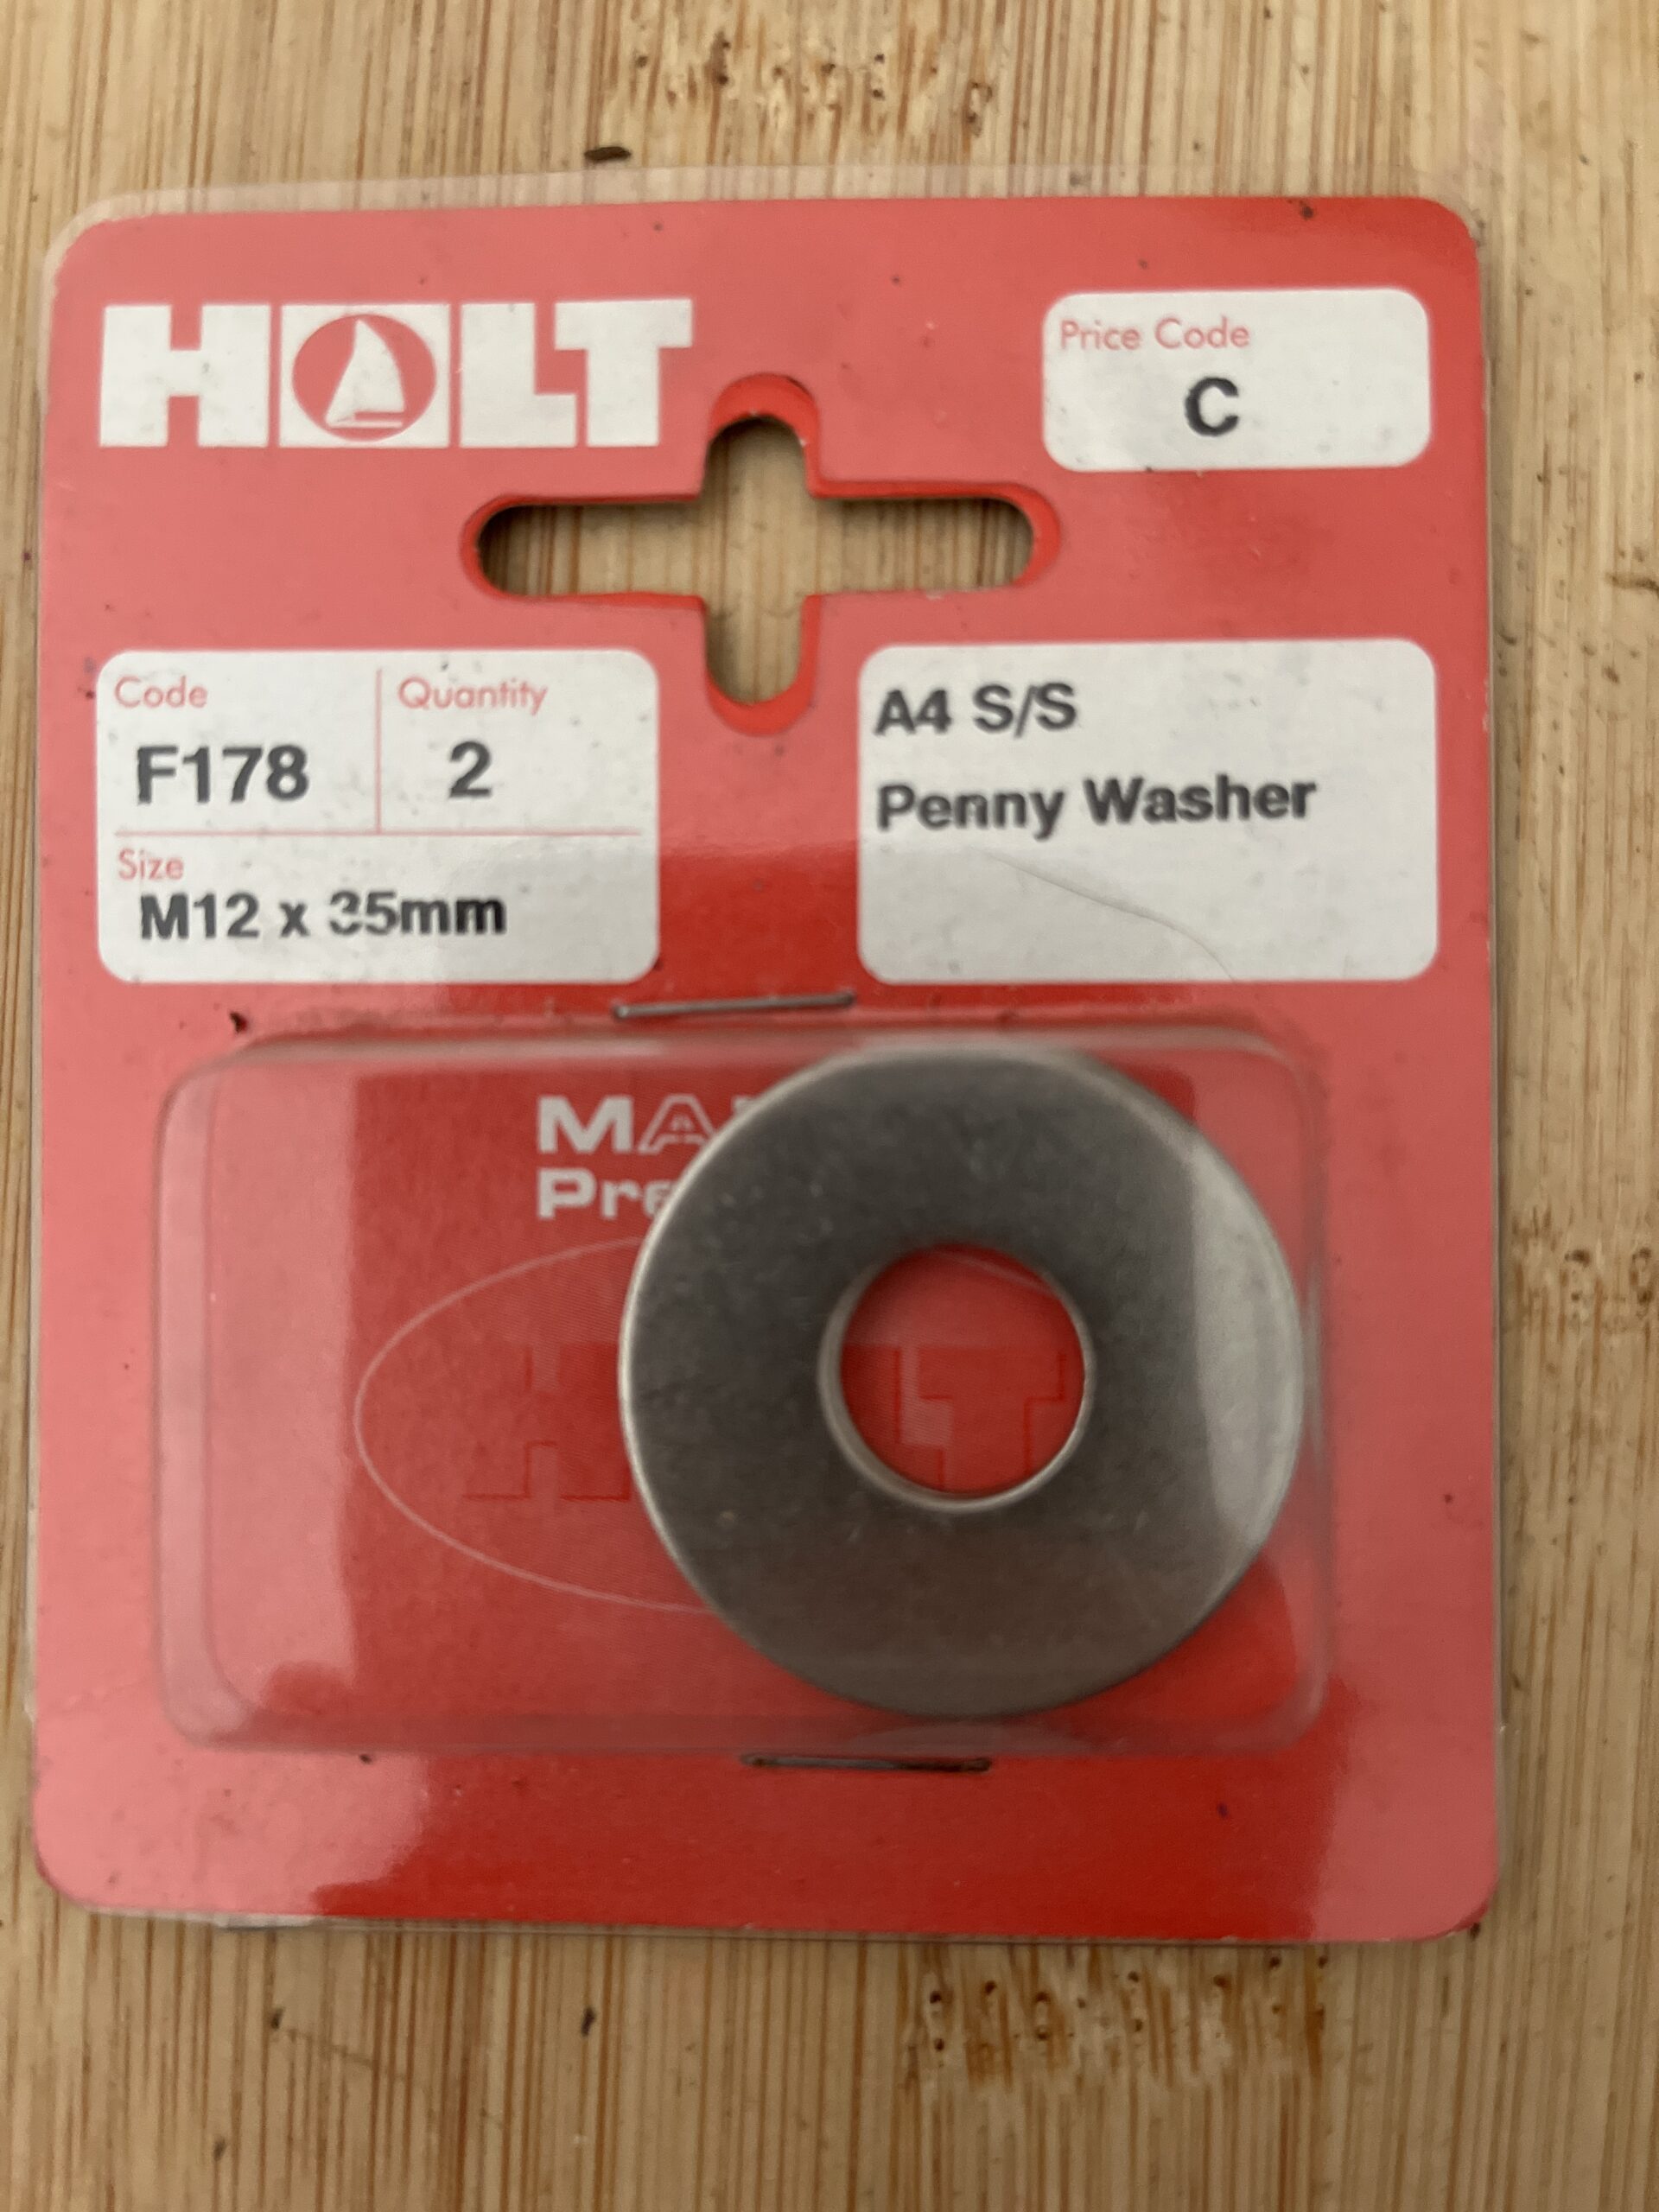 HOLT
Price Code
C
Code
F178
Quantity
2
Size
M12 x 35mm
A4 S/S
Penny Washer